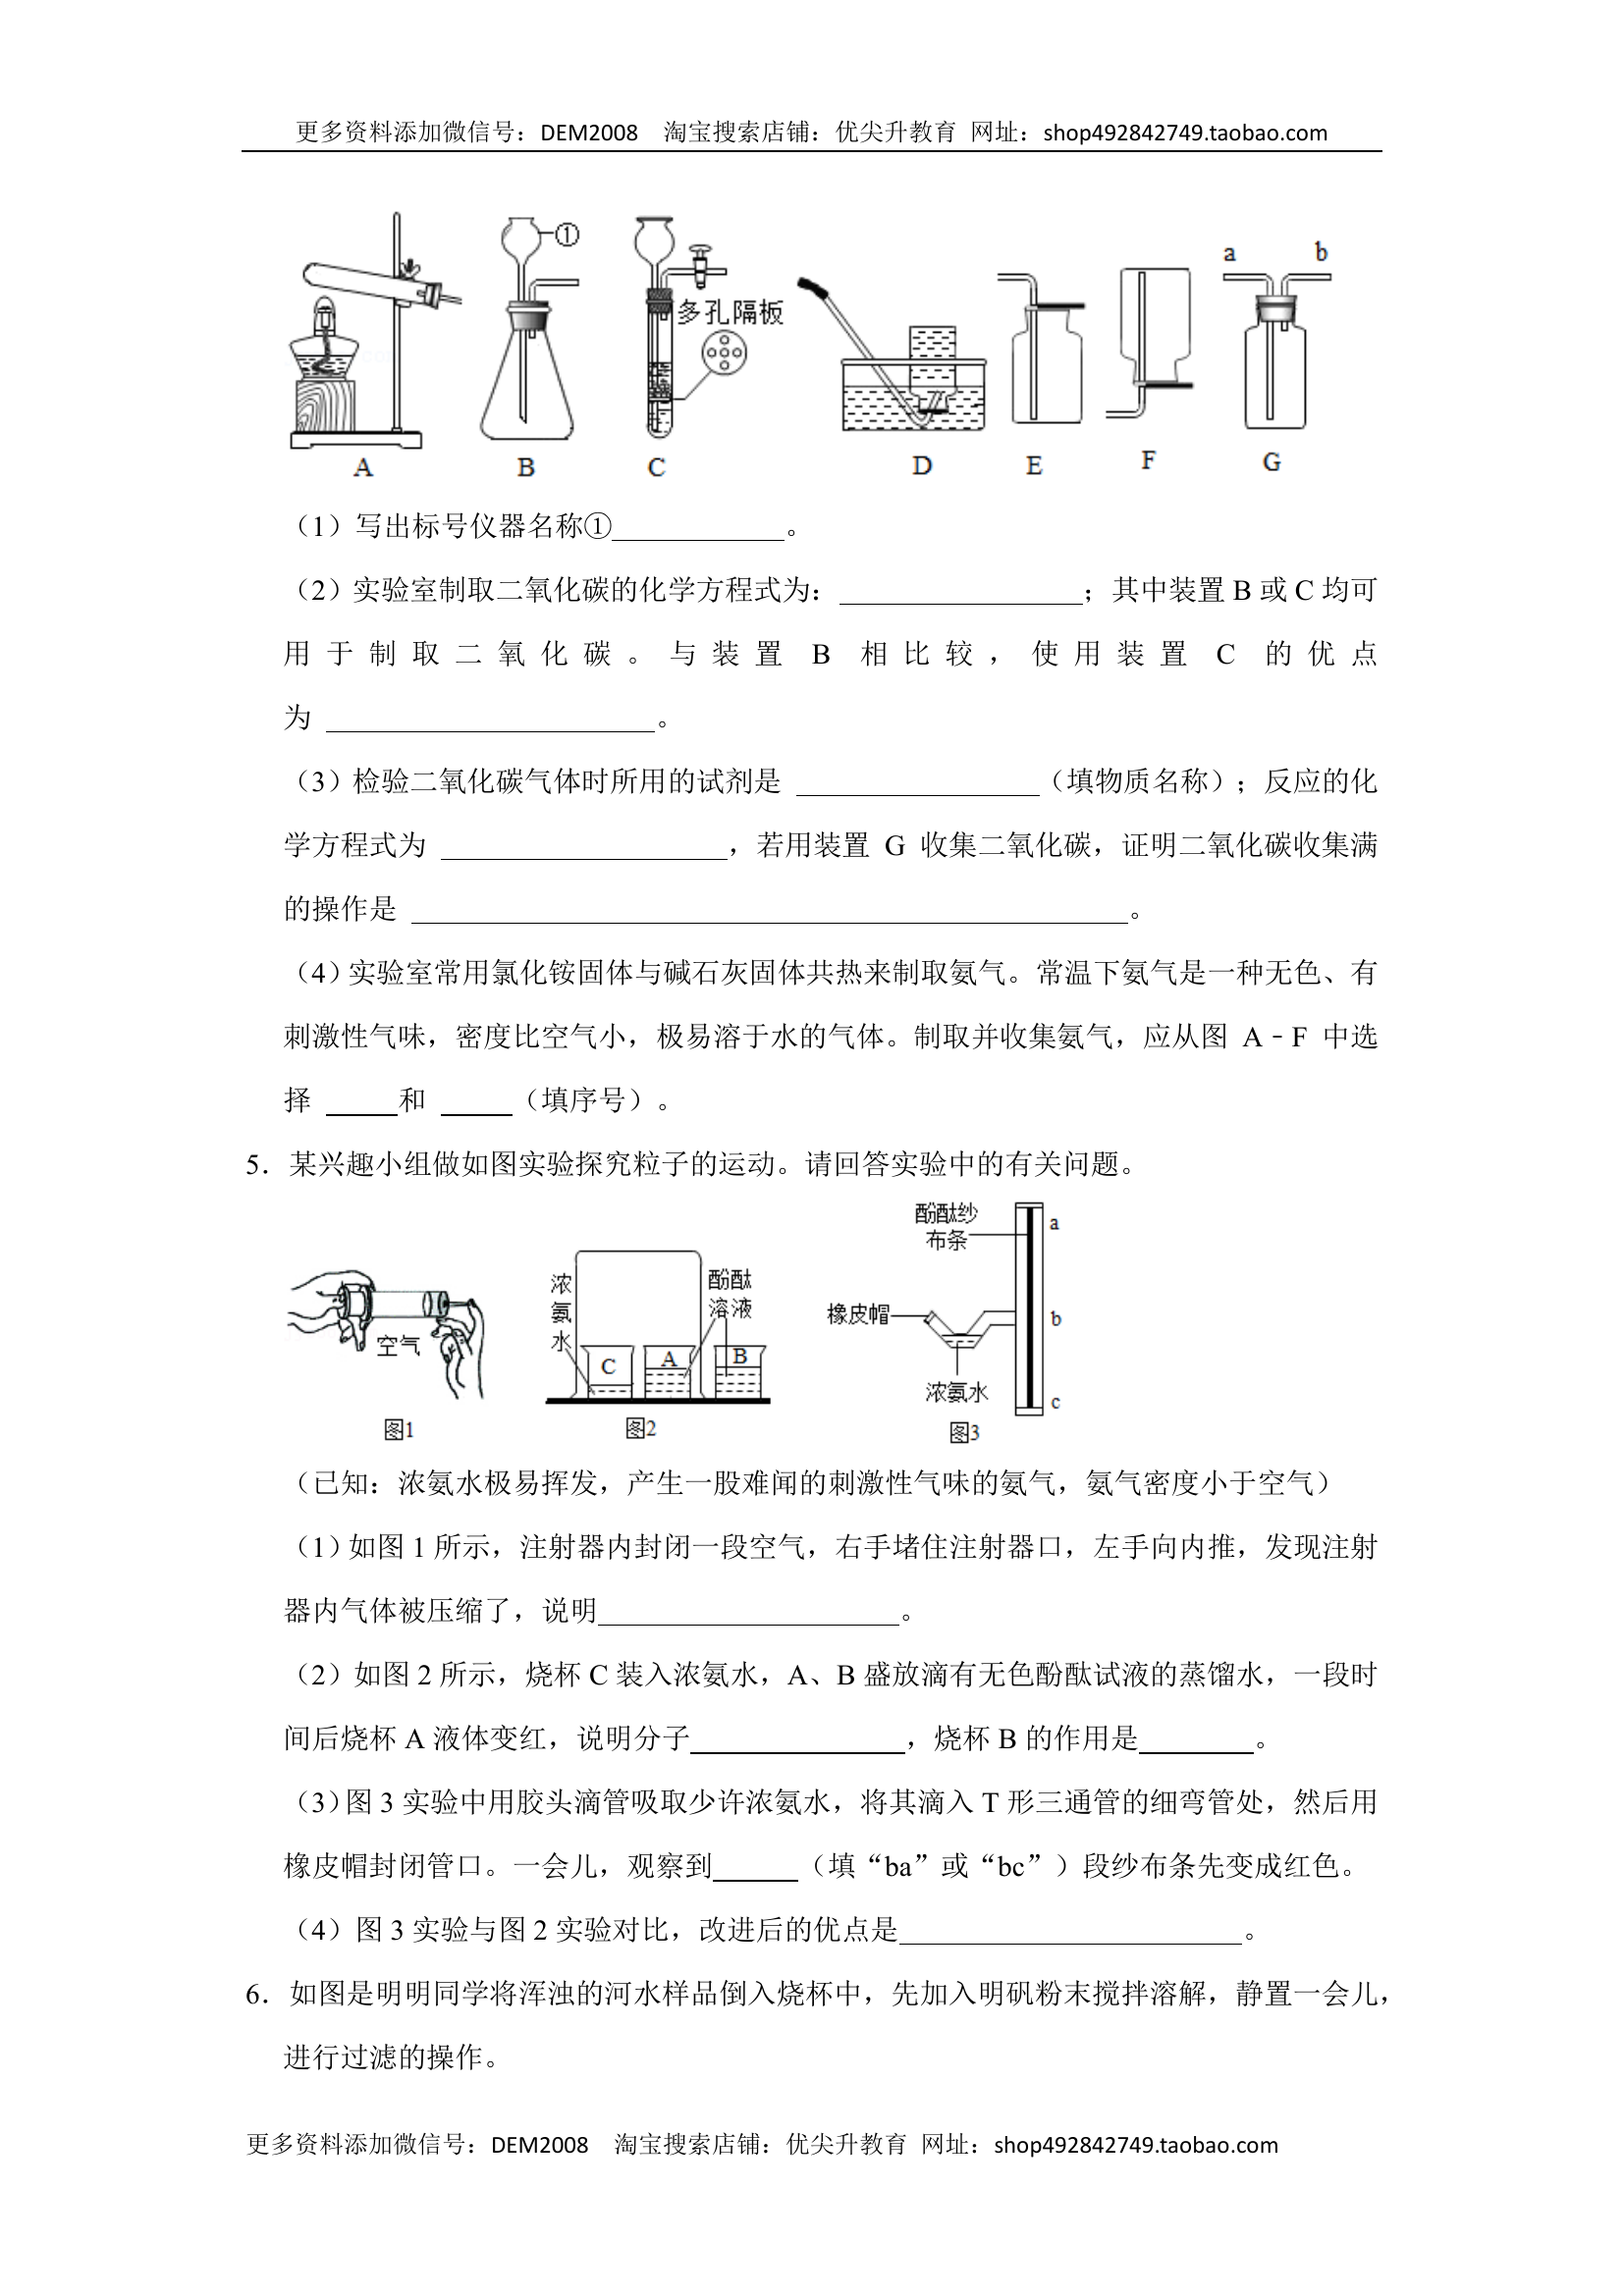 更多资料添加微信号：DEM2008 淘宝搜索店铺：优尖升教育 网址：shop492842749.taobao.com
① a b
多孔隔板
A B C D E F G
（1）写出标号仪器名称①____________。
（2）实验室制取二氧化碳的化学方程式为：_________________；其中装置 B 或 C 均可
用于制取二氧化碳。与装置 B 相比较，使用装置 C 的优点
为 _______________________。
（3）检验二氧化碳气体时所用的试剂是 _________________（填物质名称）；反应的化
学方程式为 ____________________，若用装置 G 收集二氧化碳，证明二氧化碳收集满
的操作是 __________________________________________________。
（4）实验室常用氯化铵固体与碱石灰固体共热来制取氨气。常温下氨气是一种无色、有
刺激性气味，密度比空气小，极易溶于水的气体。制取并收集氨气，应从图 A﹣F 中选
择 _____和 _____（填序号）。
5．某兴趣小组做如图实验探究粒子的运动。请回答实验中的有关问题。
空气
图1
浓氨水
酚酞溶液
C A B
图2
酚酞纱布条
橡皮帽
浓氨水
a
b
c
图3
（已知：浓氨水极易挥发，产生一股难闻的刺激性气味的氨气，氨气密度小于空气）
（1）如图 1 所示，注射器内封闭一段空气，右手堵住注射器口，左手向内推，发现注射
器内气体被压缩了，说明_____________________。
（2）如图 2 所示，烧杯 C 装入浓氨水，A、B 盛放滴有无色酚酞试液的蒸馏水，一段时
间后烧杯 A 液体变红，说明分子_______________，烧杯 B 的作用是________。
（3）图 3 实验中用胶头滴管吸取少许浓氨水，将其滴入 T 形三通管的细弯管处，然后用
橡皮帽封闭管口。一会儿，观察到______（填“ba”或“bc”）段纱布条先变成红色。
（4）图 3 实验与图 2 实验对比，改进后的优点是________________________。
6．如图是明明同学将浑浊的河水样品倒入烧杯中，先加入明矾粉末搅拌溶解，静置一会儿，
进行过滤的操作。
更多资料添加微信号：DEM2008 淘宝搜索店铺：优尖升教育 网址：shop492842749.taobao.com